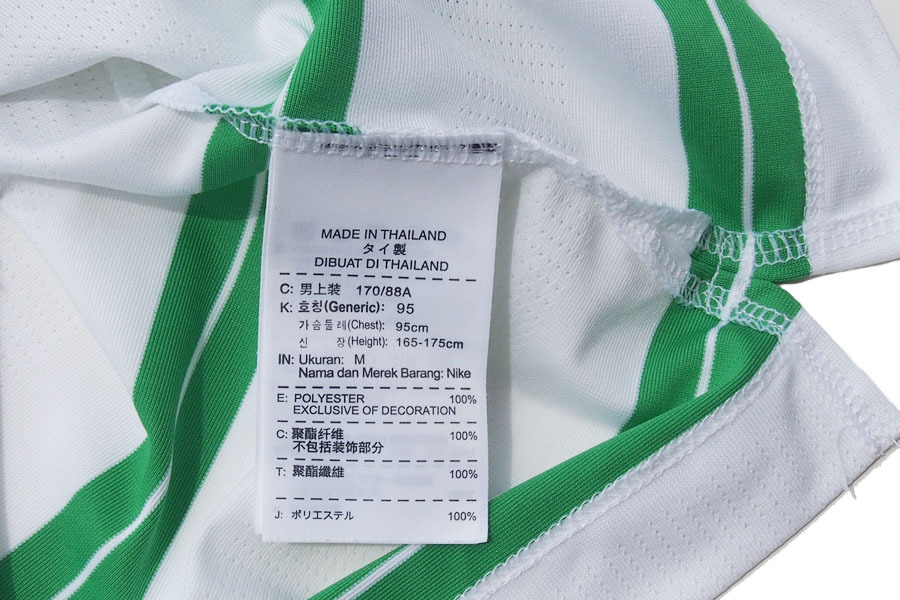 MADE IN THAILAND
タイ製
DIBUAT DI THAILAND
C: 男上装 170/88A
K: 호칭(Generic): 95
가슴둘레(Chest): 95cm
신 장(Height): 165-175cm
IN: Ukuran: M
Nama dan Merek Barang: Nike
E: POLYESTER 100%
EXCLUSIVE OF DECORATION
C: 聚酯纤维 100%
不包括装饰部分
T: 聚酯纖維 100%
J: ポリエステル 100%